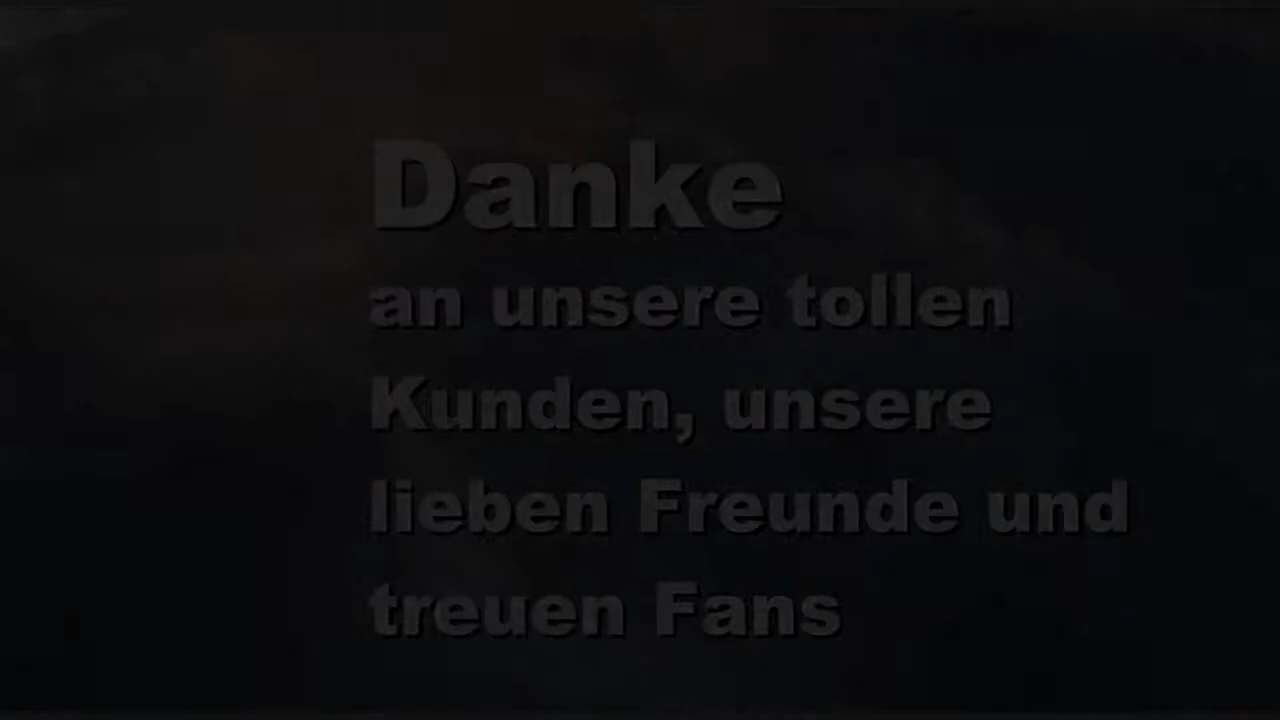 Danke
an unsere tollen
Kunden, unsere
lieben Freunde und
treuen Fans